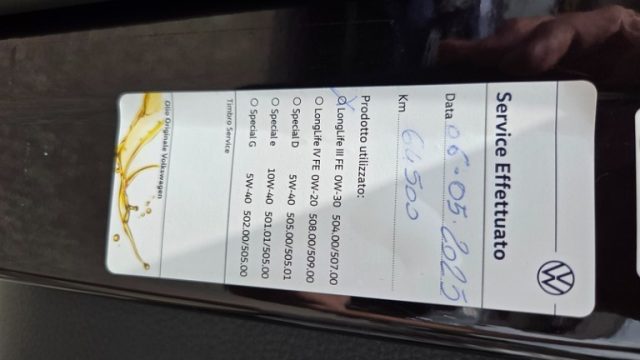 Service Effettuato
Data 06.05.2025
Km 64500
Prodotto utilizzato:
LongLife III FE 0W-30 504.00/507.00
LongLife IV FE 0W-20 508.00/509.00
Special D 5W-40 505.00/505.01
Special e 10W-40 501.01/505.00
Special G 5W-40 502.00/505.00
Timbro Service
Olio Originale Volkswagen